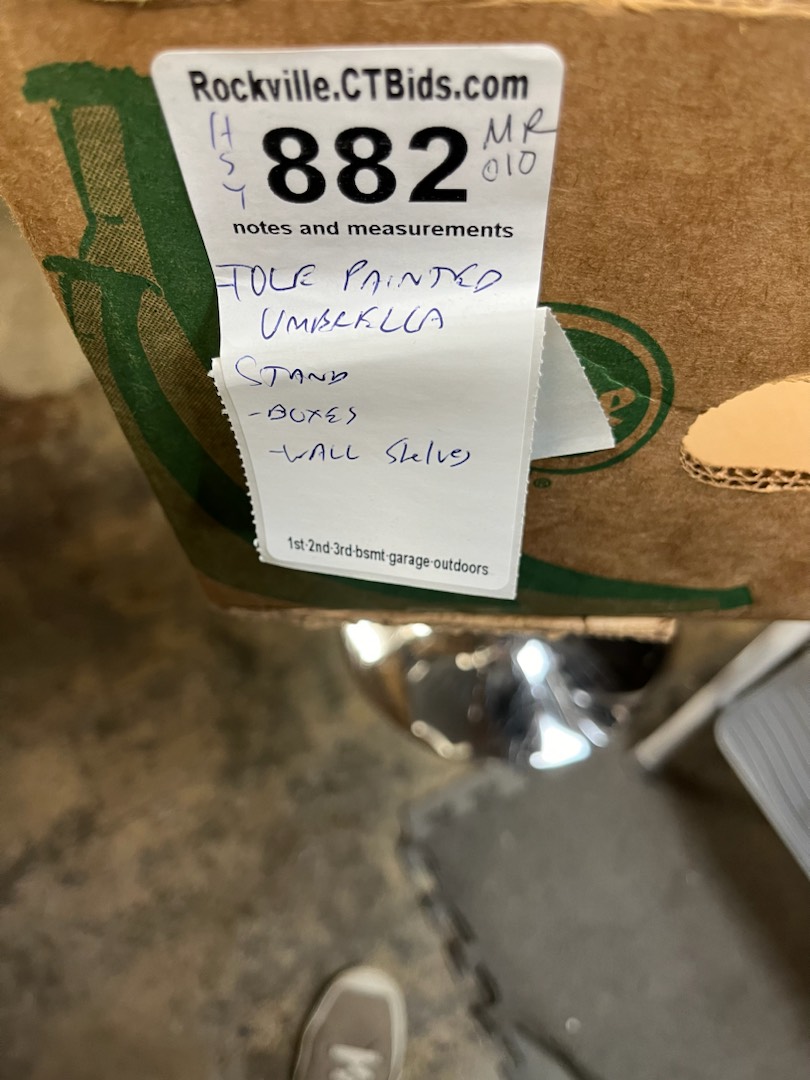 Rockville.CTBids.com
H
S
Y
882
MR
010
notes and measurements
-TOLE PAINTED
UMBRELLA
STAND
-BOXES
-WALL Shelves
1st-2nd-3rd-bsmt-garage-outdoors
e
®